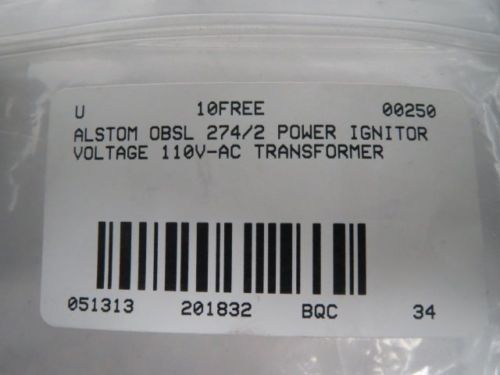 U 10FREE 00250
ALSTOM OBSL 274/2 POWER IGNITOR
VOLTAGE 110V-AC TRANSFORMER
051313 201832 BQC 34